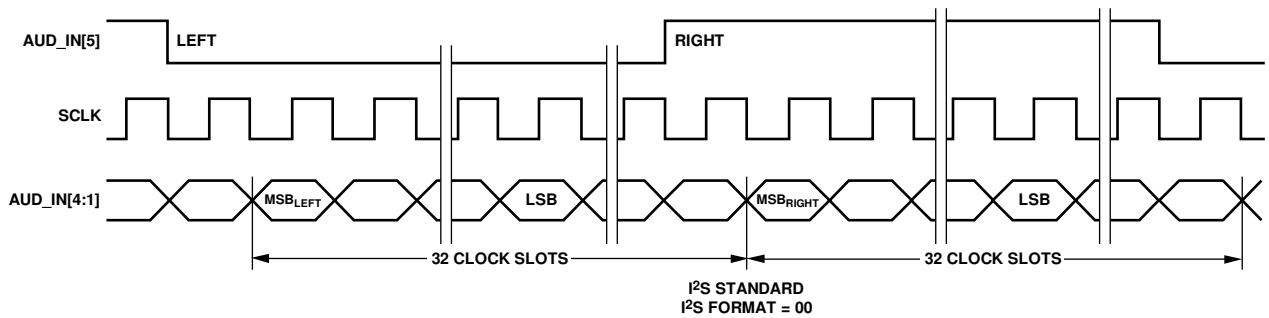 AUD_IN[5] LEFT RIGHT
SCLK
AUD_IN[4:1] MSBLEFT LSB MSBRIGHT LSB
32 CLOCK SLOTS 32 CLOCK SLOTS
I²S STANDARD
I²S FORMAT = 00